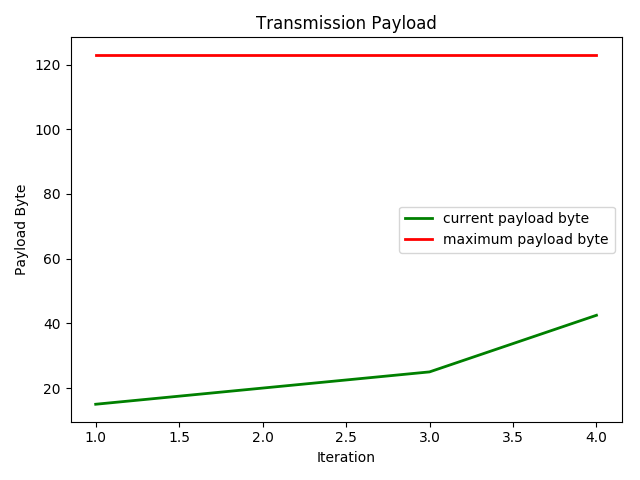 Transmission Payload
Payload Byte
120
100
80
60
40
20
current payload byte
maximum payload byte
1.0 1.5 2.0 2.5 3.0 3.5 4.0
Iteration